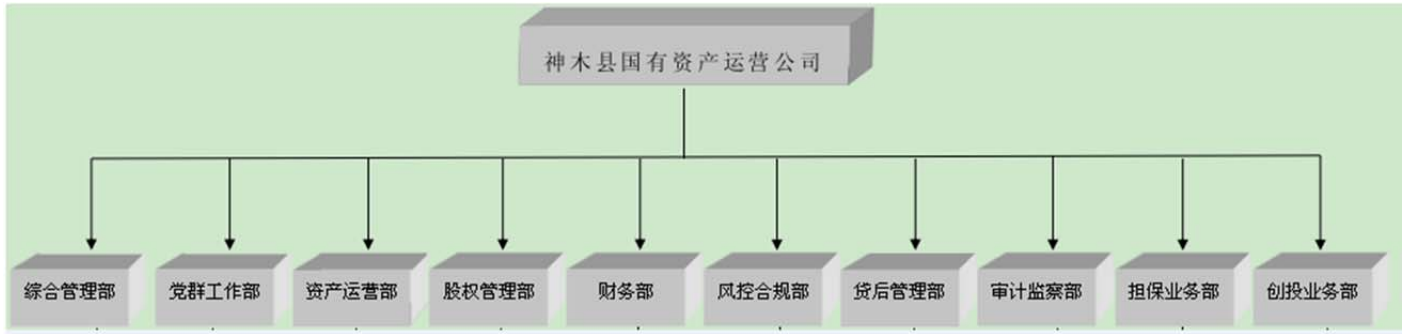 神木县国有资产运营公司
综合管理部
党群工作部
资产运营部
股权管理部
财务部
风控合规部
贷后管理部
审计监察部
担保业务部
创投业务部